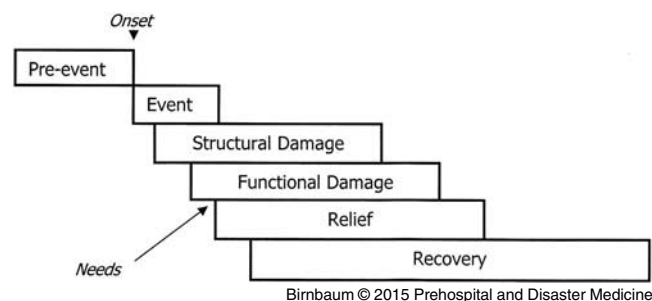 Onset
Pre-event
Event
Structural Damage
Functional Damage
Relief
Recovery
Needs
Birnbaum © 2015 Prehospital and Disaster Medicine